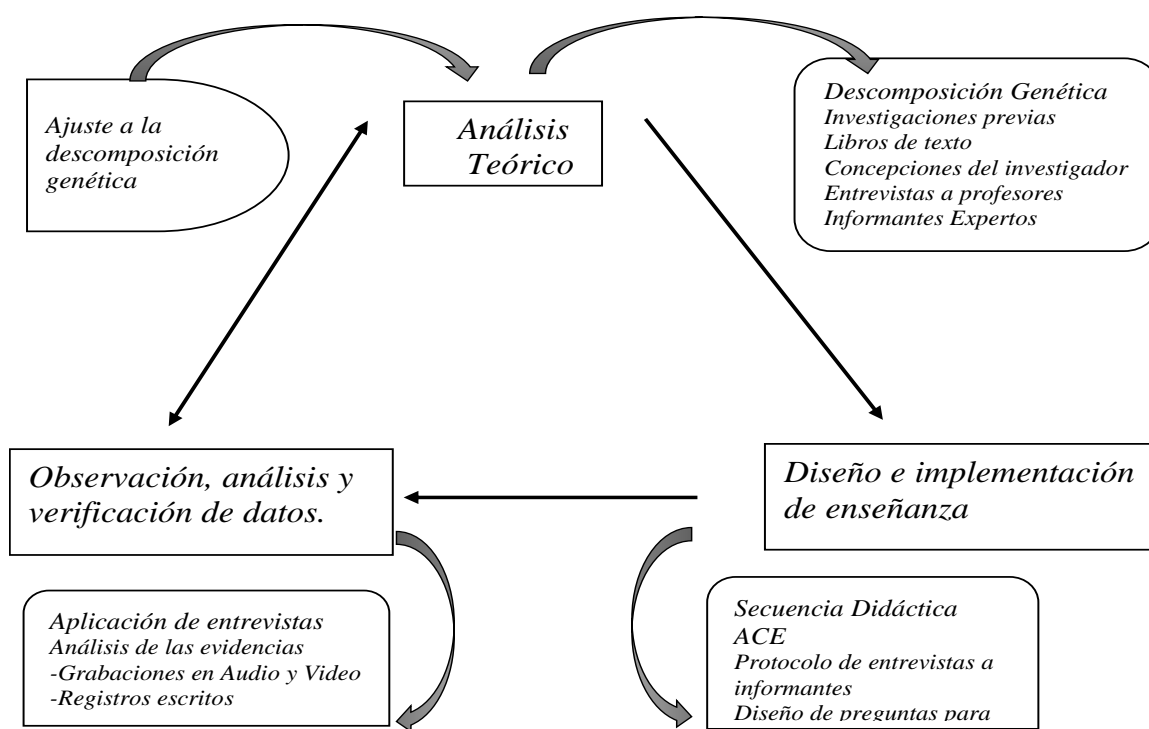 Ajuste a la
descomposición
genética
Análisis
Teórico
Descomposición Genética
Investigaciones previas
Libros de texto
Concepciones del investigador
Entrevistas a profesores
Informantes Expertos
Observación, análisis y
verificación de datos.
Diseño e implementación
de enseñanza
Aplicación de entrevistas
Análisis de las evidencias
-Grabaciones en Audio y Video
-Registros escritos
Secuencia Didáctica
ACE
Protocolo de entrevistas a
informantes
Diseño de preguntas para